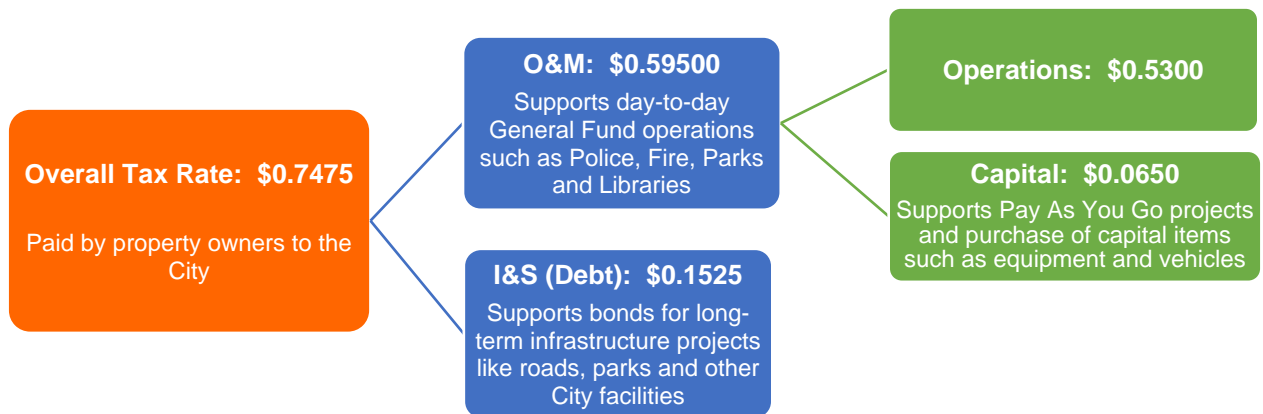 Overall Tax Rate: $0.7475
Paid by property owners to the
City
O&M: $0.59500
Supports day-to-day
General Fund operations
such as Police, Fire, Parks
and Libraries
I&S (Debt): $0.1525
Supports bonds for long-
term infrastructure projects
like roads, parks and other
City facilities
Operations: $0.5300
Capital: $0.0650
Supports Pay As You Go projects
and purchase of capital items
such as equipment and vehicles